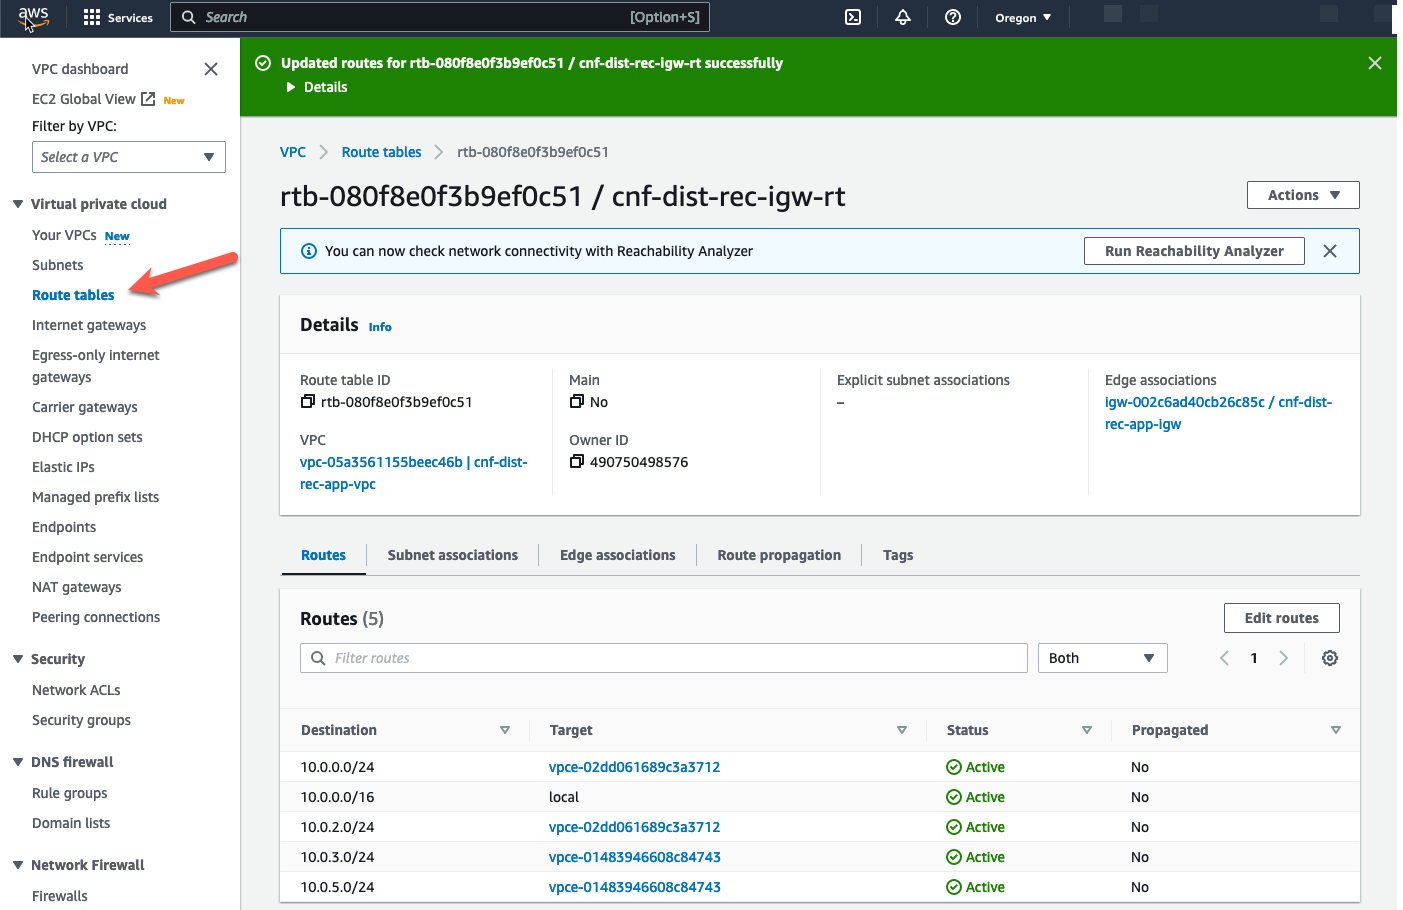 aws
Services
Search
[Option+S]
Oregon
VPC dashboard
EC2 Global View New
Filter by VPC:
Select a VPC
Virtual private cloud
Your VPCs New
Subnets
Route tables
Internet gateways
Egress-only internet
gateways
Carrier gateways
DHCP option sets
Elastic IPs
Managed prefix lists
Endpoints
Endpoint services
NAT gateways
Peering connections
Security
Network ACLs
Security groups
DNS firewall
Rule groups
Domain lists
Network Firewall
Firewalls
Updated routes for rtb-080f8e0f3b9ef0c51 / cnf-dist-rec-igw-rt successfully
Details
VPC
Route tables
rtb-080f8e0f3b9ef0c51
rtb-080f8e0f3b9ef0c51 / cnf-dist-rec-igw-rt
Actions
You can now check network connectivity with Reachability Analyzer
Run Reachability Analyzer
Details Info
Route table ID
rtb-080f8e0f3b9ef0c51
VPC
vpc-05a3561155beec46b | cnf-dist-
rec-app-vpc
Main
No
Owner ID
490750498576
Explicit subnet associations
–
Edge associations
igw-002c6ad40cb26c85c / cnf-dist-
rec-app-igw
Routes
Subnet associations
Edge associations
Route propagation
Tags
Routes (5)
Edit routes
Filter routes
Both
1
Destination Target Status Propagated
10.0.0.0/24 vpce-02dd061689c3a3712 Active No
10.0.0.0/16 local Active No
10.0.2.0/24 vpce-02dd061689c3a3712 Active No
10.0.3.0/24 vpce-01483946608c84743 Active No
10.0.5.0/24 vpce-01483946608c84743 Active No